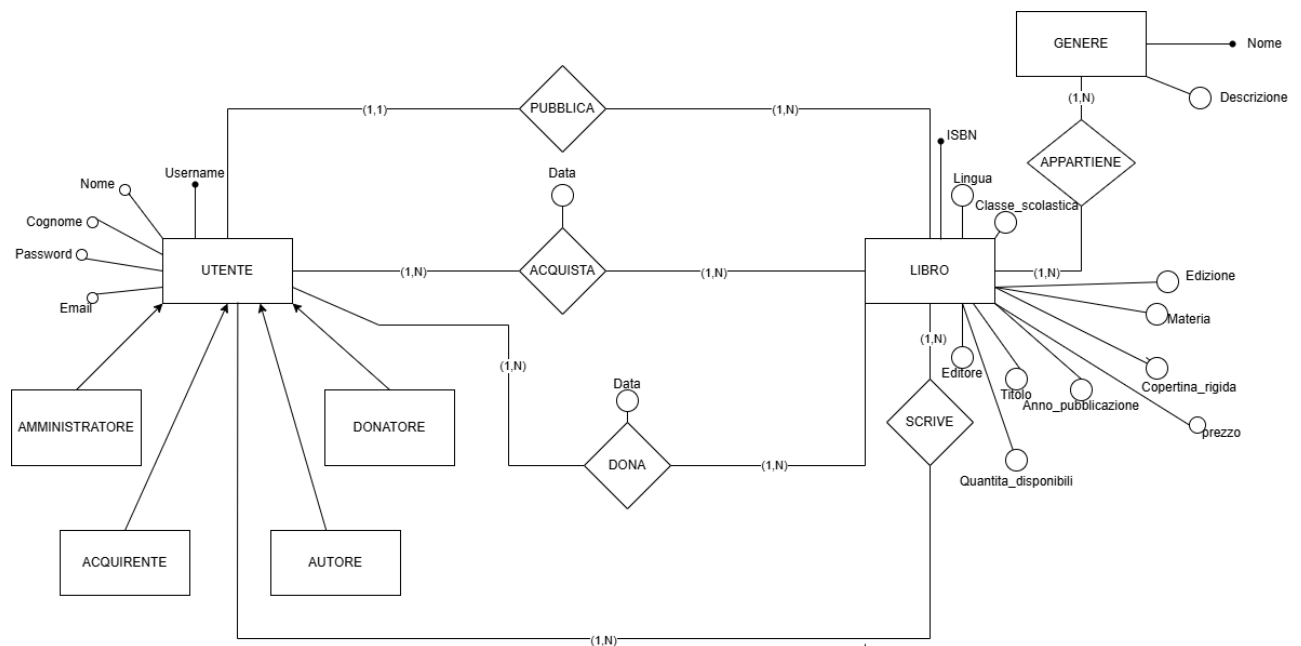 GENERE
Nome
Descrizione
(1,N)
APPARTIENE
(1,N)
PUBBLICA
(1,1)
(1,N)
ISBN
Username
Nome
Cognome
Password
Email
UTENTE
Data
(1,N)
ACQUISTA
(1,N)
Lingua
Classe_scolastica
LIBRO
Edizione
Materia
Copertina_rigida
prezzo
Anno_pubblicazione
Titolo
Editore
Quantita_disponibili
(1,N)
SCRIVE
(1,N)
(1,N)
Data
DONA
(1,N)
AMMINISTRATORE
DONATORE
ACQUIRENTE
AUTORE